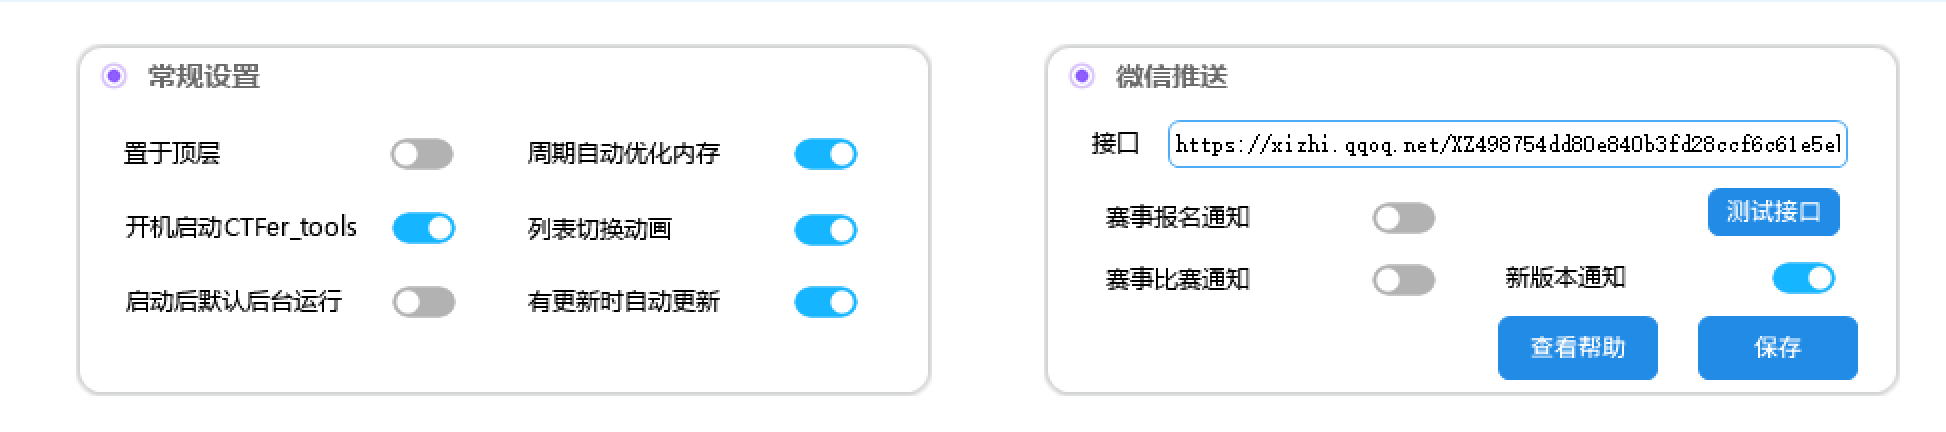 常规设置
置于顶层
周期自动优化内存
开机启动CTFer_tools
列表切换动画
启动后默认后台运行
有更新时自动更新
微信推送
接口
https://xizhi.qqoq.net/XZ498754dd80e840b3fd28ccf6c61e5e
赛事报名通知
测试接口
赛事比赛通知
新版本通知
查看帮助
保存